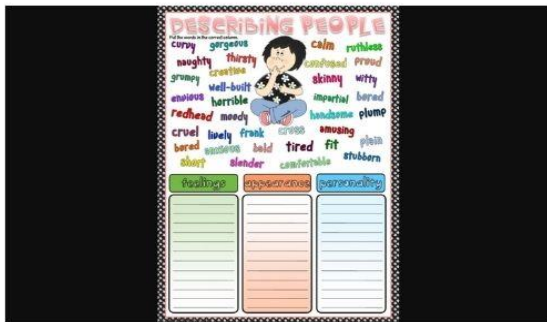 DESCRIBING PEOPLE
Put the words in the correct column.
curvy gorgeous calm ruthless
naughty thirsty confused proud
grumpy creative skinny witty
well-built
envious horrible impartial bored
redhead moody handsome plump
cruel lively frank cross amusing
bored anxious bald tired fit plain
short slender comfortable stubborn
feelings appearance personality